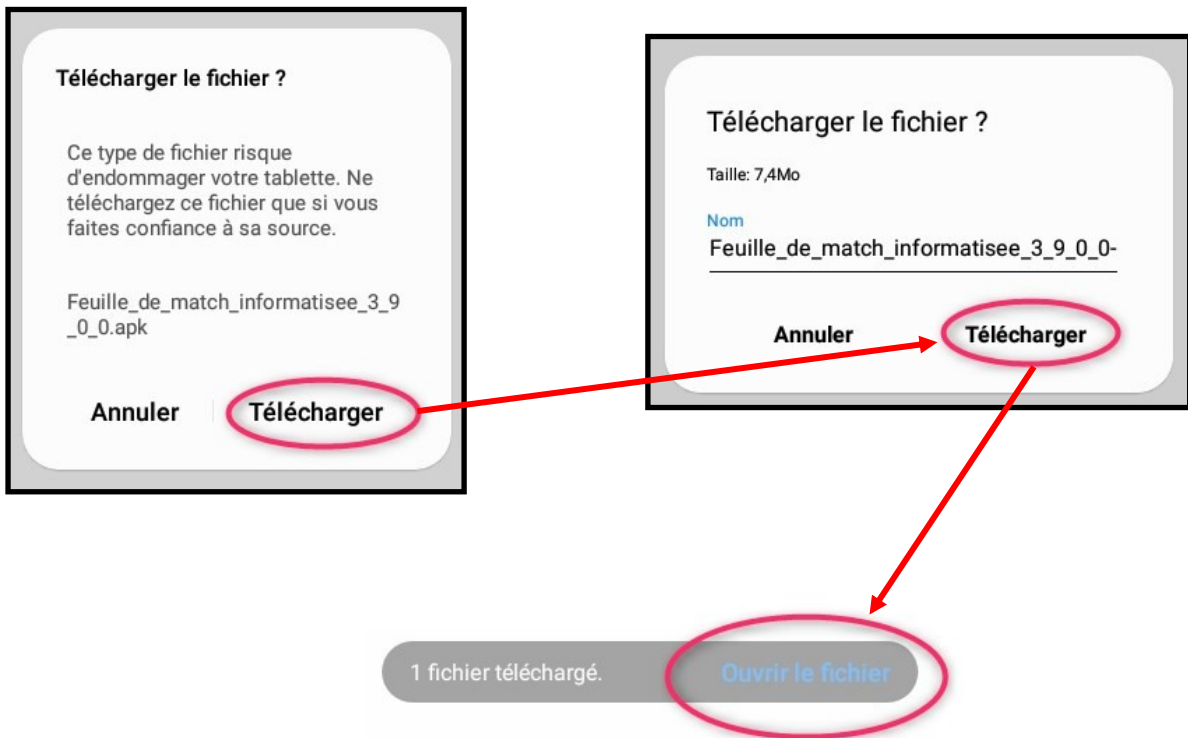 Télécharger le fichier ?
Ce type de fichier risque
d'endommager votre tablette. Ne
téléchargez ce fichier que si vous
faites confiance à sa source.
Feuille_de_match_informatisee_3_9
_0_0.apk
Annuler
Télécharger
Télécharger le fichier ?
Taille: 7,4Mo
Nom
Feuille_de_match_informatisee_3_9_0_0-
Annuler
Télécharger
1 fichier téléchargé.
Ouvrir le fichier